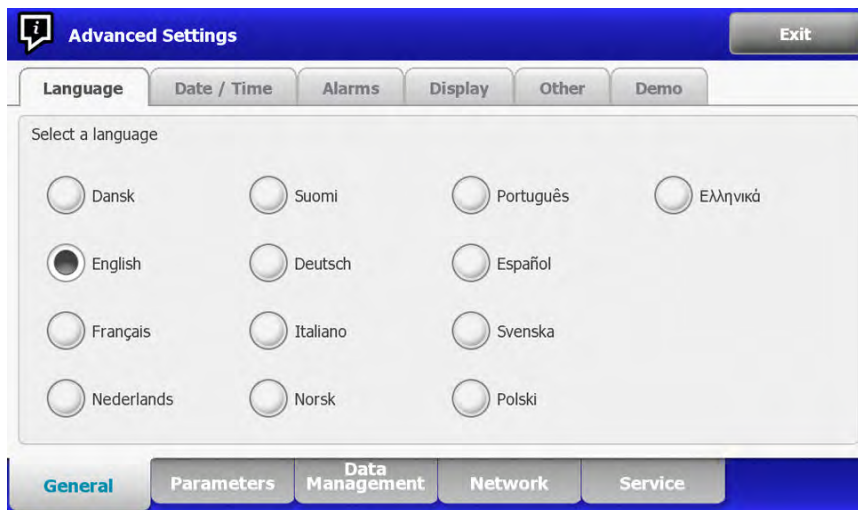 Advanced Settings
Exit
Language
Date / Time
Alarms
Display
Other
Demo
Select a language
Dansk
Suomi
Português
Ελληνικά
English
Deutsch
Español
Français
Italiano
Svenska
Nederlands
Norsk
Polski
General
Parameters
Data
Management
Network
Service